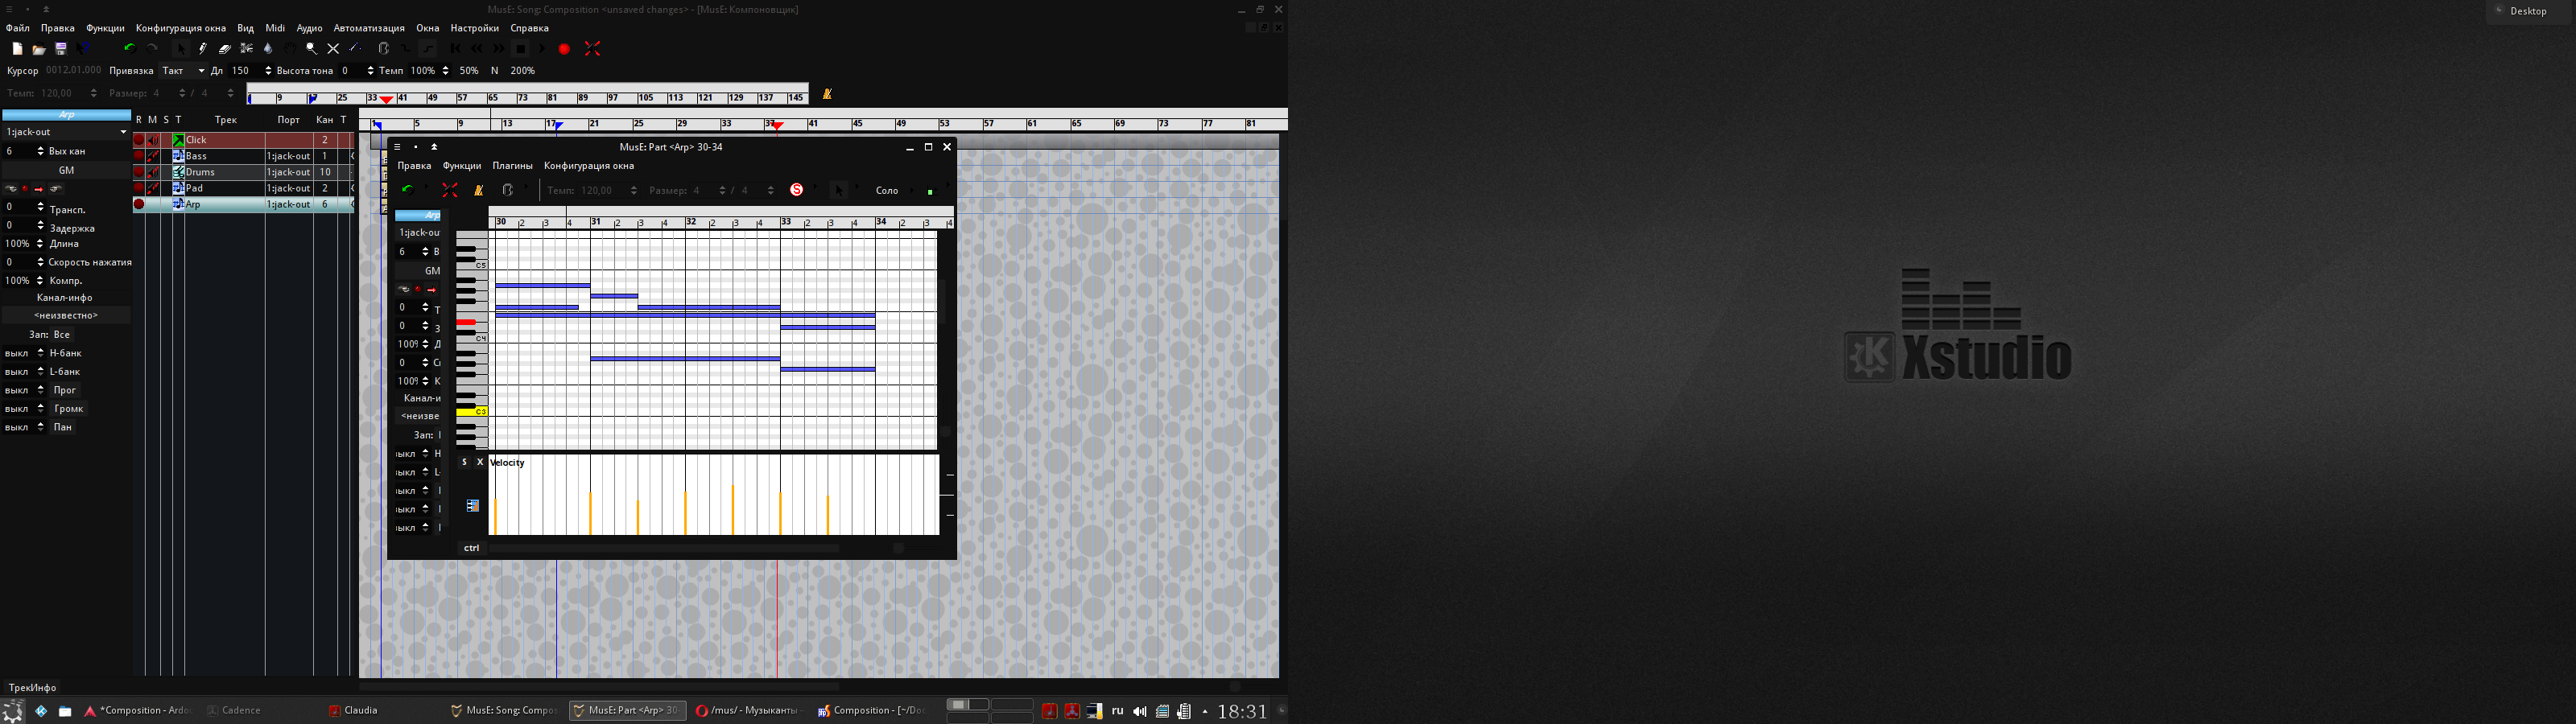 MusE: Song: Composition <unsaved changes> - [MusE: Компоновщик]
Desktop
Файл Правка Функции Конфигурация окна Вид Midi Аудио Автоматизация Окна Настройки Справка
Курсор 0012.01.000 Привязка Такт Дл 150 Высота тона 0 Темп 100% 50% N 200%
Темп: 120,00 Размер: 4 / 4
9 17 25 33 41 49 57 65 73 81 89 97 105 113 121 129 137 145
Arp
R M S T Трек Порт Кан Т
1 5 9 13 17 21 25 29 33 37 41 45 49 53 57 61 65 69 73 77 81
1:jack-out
6 Вых кан
GM
0 Трансп.
0 Задержка
100% Длина
0 Скорость нажатия
100% Компр.
Канал-инфо
<неизвестно>
Зап: Все
выкл Н-банк
выкл L-банк
выкл Прог
выкл Громк
выкл Пан
Click 2
Bass 1:jack-out 1
Drums 1:jack-out 10
Pad 1:jack-out 2
Arp 1:jack-out 6
MusE: Part <Arp> 30-34
Правка Функции Плагины Конфигурация окна
Темп: 120,00 Размер: 4 / 4 S Соло
Arp
30 2 3 4 31 2 3 4 32 2 3 4 33 2 3 4 34 2 3 4
1:jack-ou
6 В
GM
0 Т
0 З
100% Д
0 С
100% К
Канал-и
<неизве
Зап:
выкл Н
выкл L-
выкл
выкл
выкл
C5
C4
C3
S X Velocity
ctrl
KXstudio
ТрекИнфо
*Composition - Ardo Cadence Claudia MusE: Song: Compos MusE: Part <Arp> 30- /mus/ - Музыканты Composition - [~/Do ru 18:31